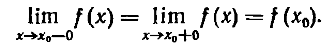 lim f(x) = lim f(x) = f(x₀).
x→x₀−0 x→x₀+0